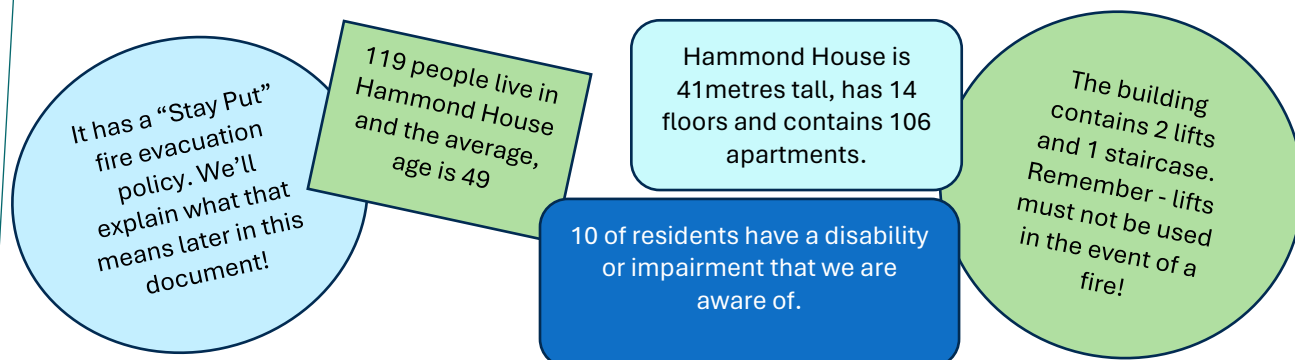 It has a “Stay Put”
fire evacuation
policy. We’ll
explain what that
means later in this
document!
119 people live in
Hammond House
and the average,
age is 49
Hammond House is
41metres tall, has 14
floors and contains 106
apartments.
10 of residents have a disability
or impairment that we are
aware of.
The building
contains 2 lifts
and 1 staircase.
Remember - lifts
must not be used
in the event of a
fire!